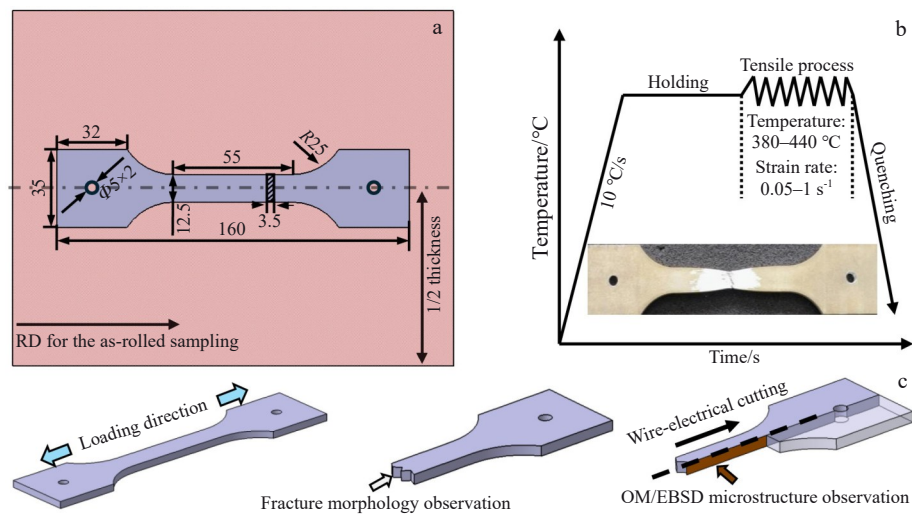 a
32
R25
55
35
Φ5×2
12.5
3.5
160
1/2 thickness
RD for the as-rolled sampling
b
Temperature/°C
Holding
Tensile process
Temperature:
380–440 °C
Strain rate:
0.05–1 s⁻¹
10 °C/s
Quenching
Time/s
c
Loading direction
Fracture morphology observation
Wire-electrical cutting
OM/EBSD microstructure observation